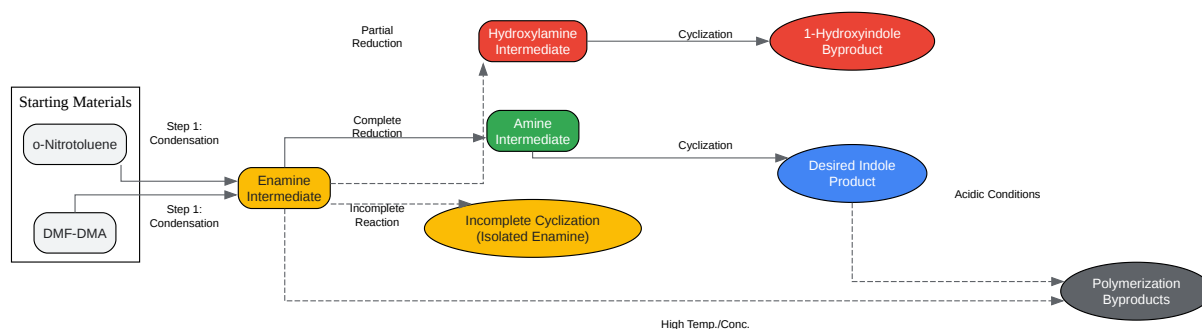 Partial
Reduction
Hydroxylamine
Intermediate
Cyclization
1-Hydroxyindole
Byproduct
Starting Materials
o-Nitrotoluene
Step 1:
Condensation
Complete
Reduction
Amine
Intermediate
Cyclization
Desired Indole
Product
Enamine
Intermediate
DMF-DMA
Step 1:
Condensation
Incomplete
Reaction
Incomplete Cyclization
(Isolated Enamine)
Acidic Conditions
Polymerization
Byproducts
High Temp./Conc.